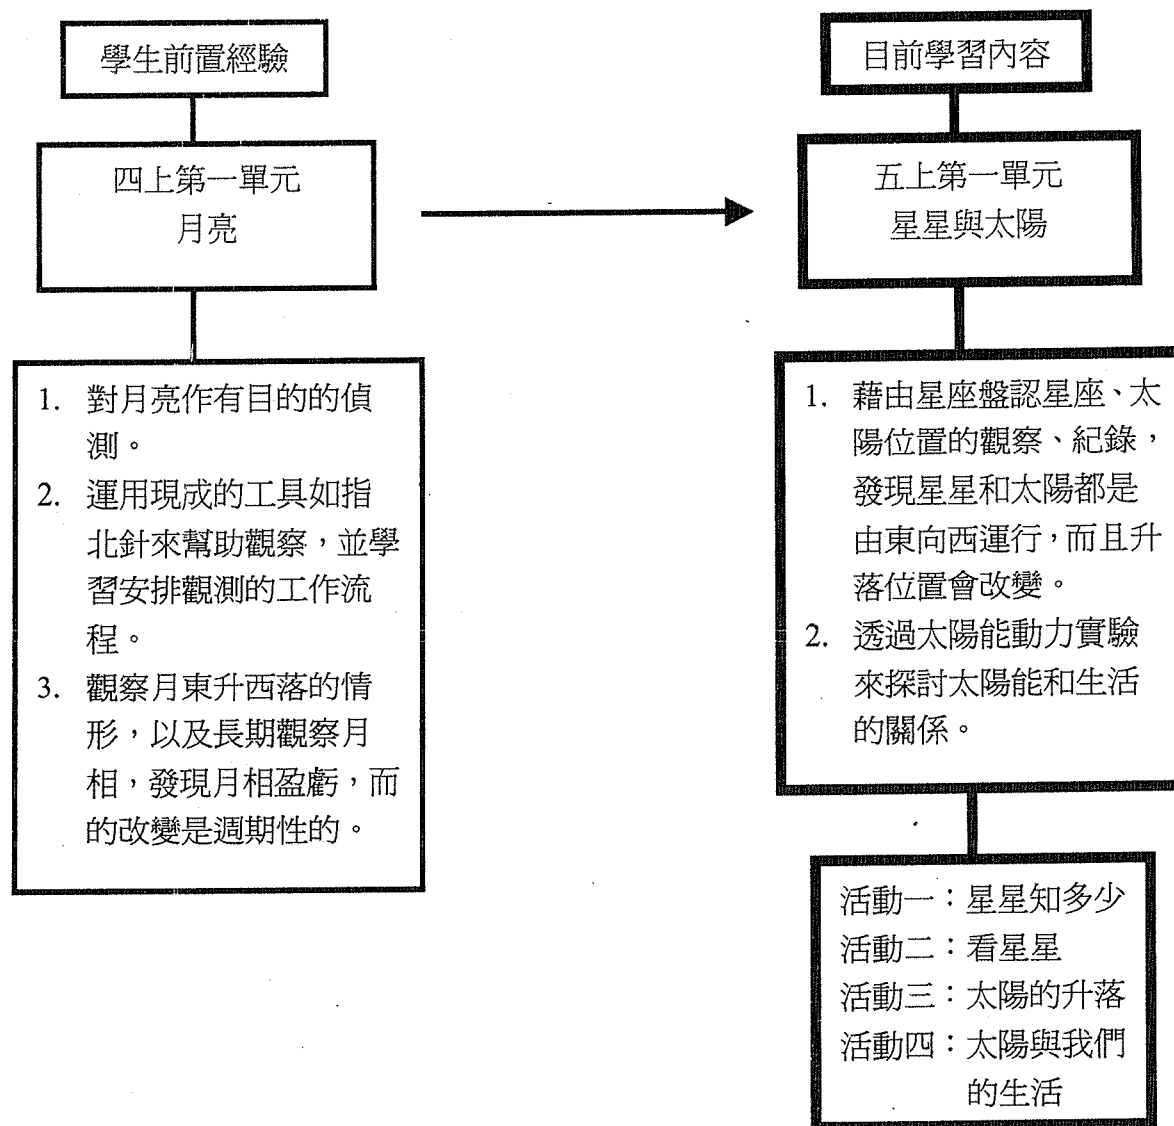 學生前置經驗
四上第一單元
月亮
1. 對月亮作有目的的偵
測。
2. 運用現成的工具如指
北針來幫助觀察，並學
習安排觀測的工作流
程。
3. 觀察月東升西落的情
形，以及長期觀察月
相，發現月相盈虧，而
的改變是週期性的。
目前學習內容
五上第一單元
星星與太陽
1. 藉由星座盤認星座、太
陽位置的觀察、紀錄，
發現星星和太陽都是
由東向西運行，而且升
落位置會改變。
2. 透過太陽能動力實驗
來探討太陽能和生活
的關係。
活動一：星星知多少
活動二：看星星
活動三：太陽的升落
活動四：太陽與我們
的生活